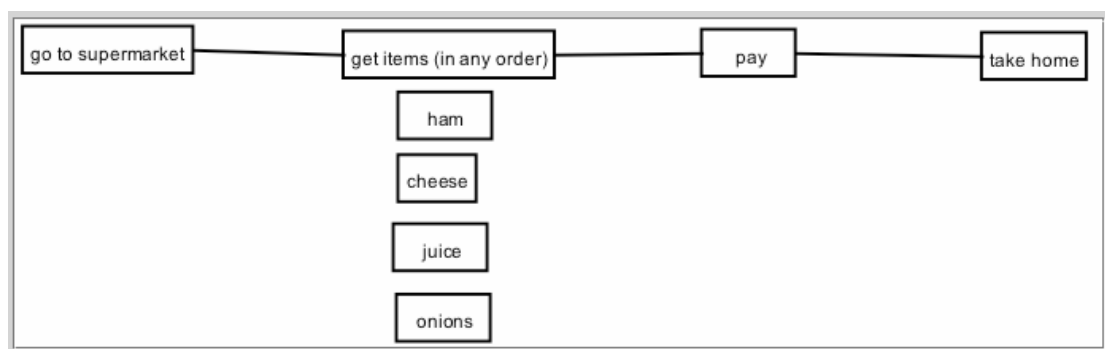 go to supermarket
get items (in any order)
pay
take home
ham
cheese
juice
onions